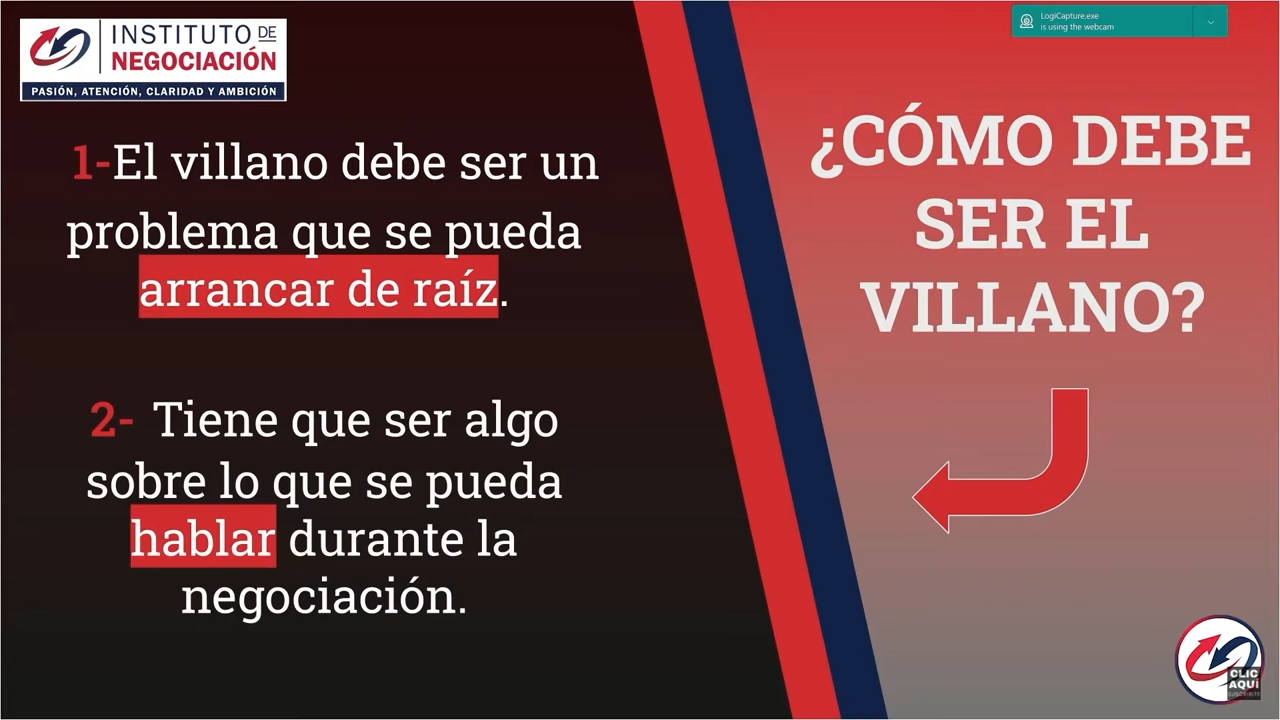 INSTITUTO DE
NEGOCIACIÓN
PASIÓN, ATENCIÓN, CLARIDAD Y AMBICIÓN
1-El villano debe ser un
problema que se pueda
arrancar de raíz.
2- Tiene que ser algo
sobre lo que se pueda
hablar durante la
negociación.
LogiCapture.exe
is using the webcam
¿CÓMO DEBE
SER EL
VILLANO?
CLIC
AQUÍ
SUSCRIBITE